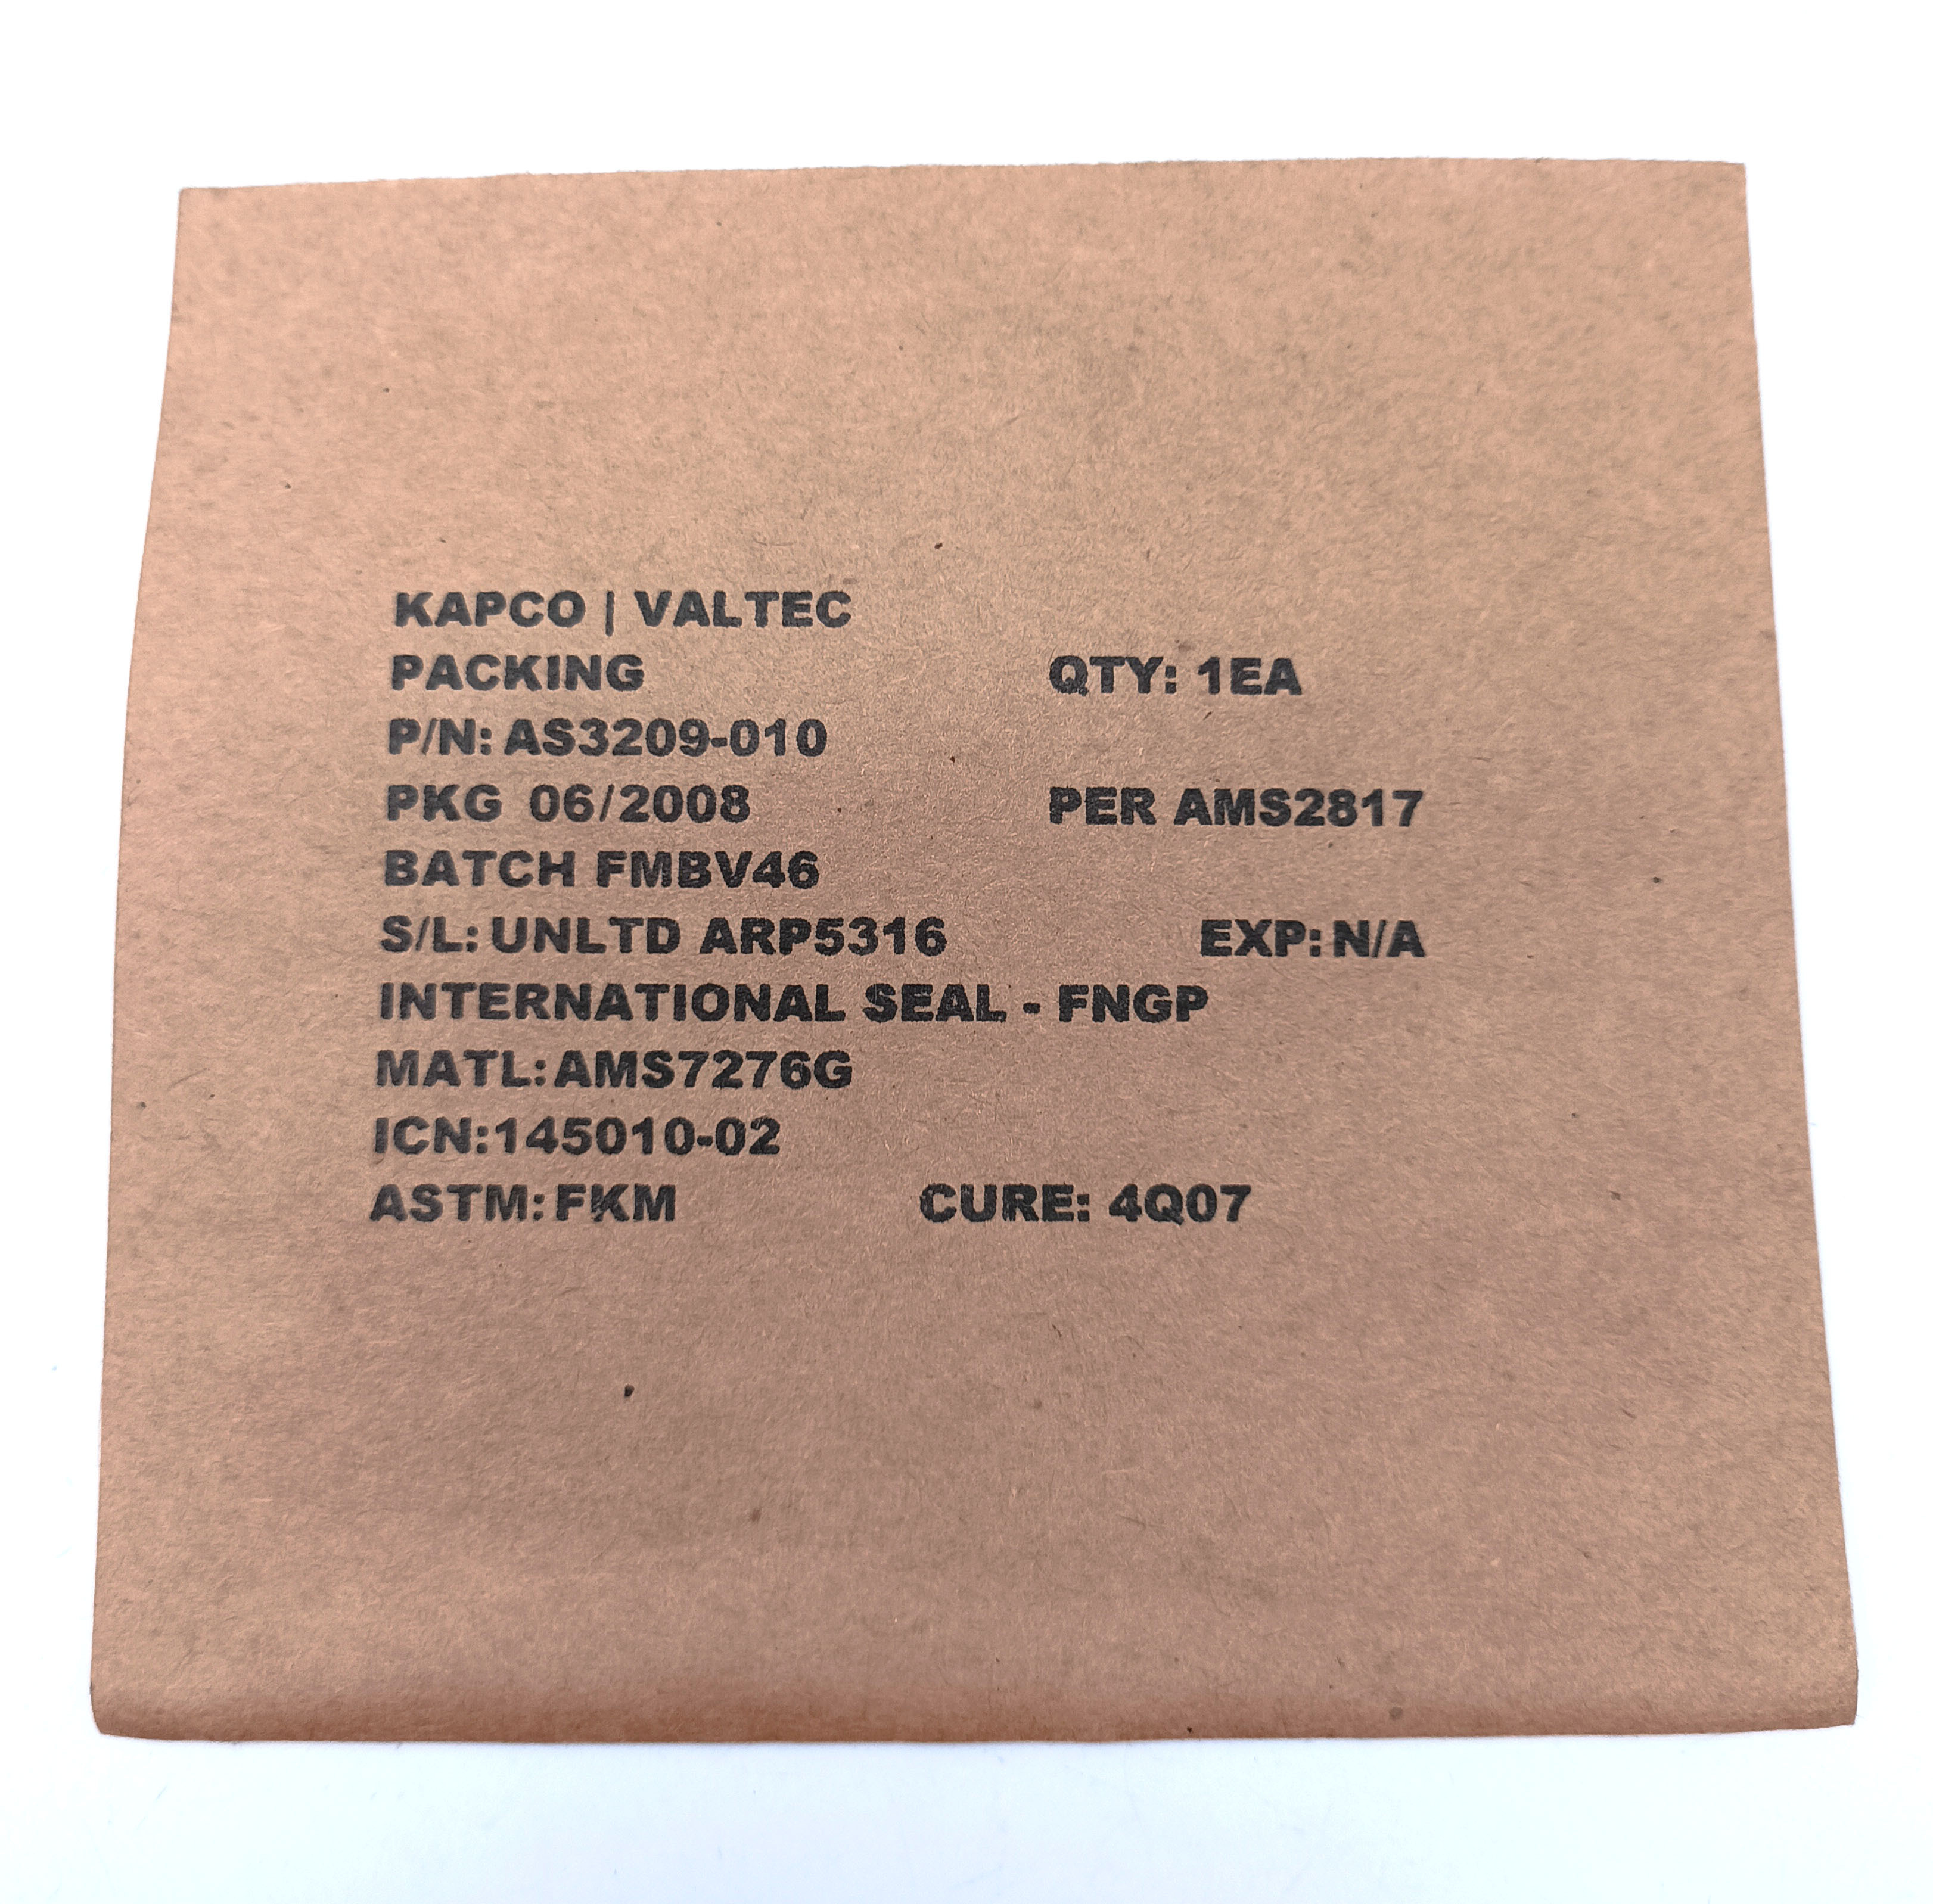 KAPCO | VALTEC
PACKING QTY: 1EA
P/N: AS3209-010
PKG 06/2008 PER AMS2817
BATCH FMBV46
S/L: UNLTD ARP5316 EXP: N/A
INTERNATIONAL SEAL - FNGP
MATL: AMS7276G
ICN:145010-02
ASTM: FKM CURE: 4Q07